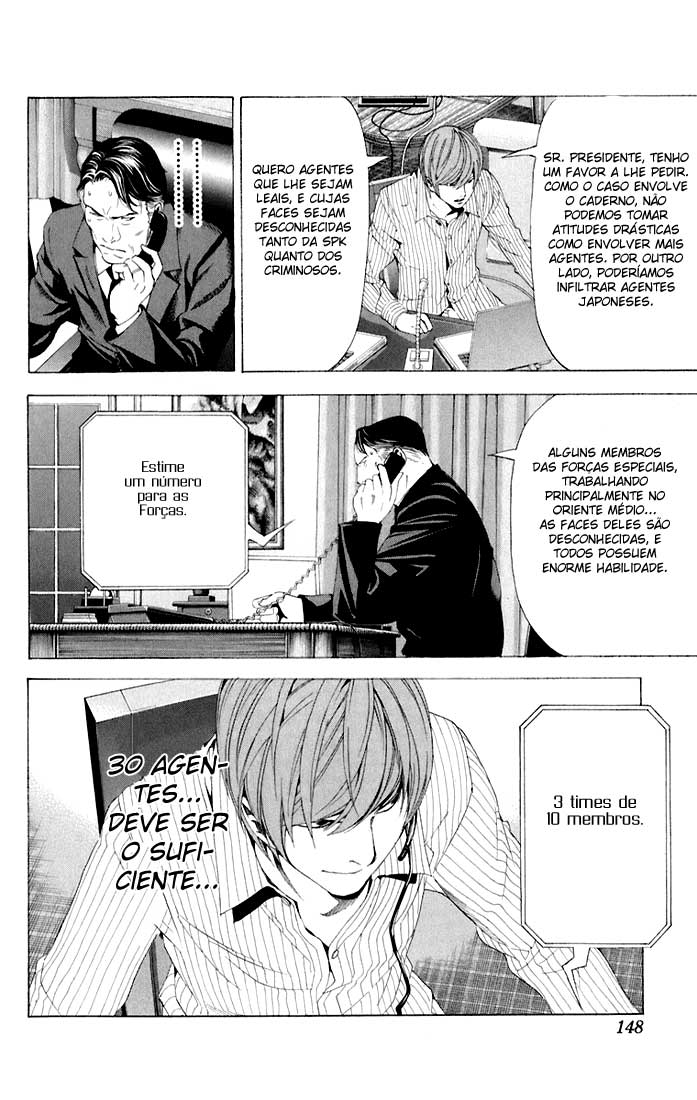 SR. PRESIDENTE, TENHO
UM FAVOR A LHE PEDIR.
COMO O CASO ENVOLVE
O CADERNO, NÃO
PODEMOS TOMAR
ATITUDES DRÁSTICAS
COMO ENVOLVER MAIS
AGENTES. POR OUTRO
LADO, PODERÍAMOS
INFILTRAR AGENTES
JAPONESES.
QUERO AGENTES
QUE LHE SEJAM
LEAIS, E CUJAS
FACES SEJAM
DESCONHECIDAS
TANTO DA SPK
QUANTO DOS
CRIMINOSOS.
ALGUNS MEMBROS
DAS FORÇAS ESPECIAIS,
TRABALHANDO
PRINCIPALMENTE NO
ORIENTE MÉDIO...
AS FACES DELES SÃO
DESCONHECIDAS, E
TODOS POSSUEM
ENORME HABILIDADE.
Estime
um número
para as
Forças.
3 times de
10 membros.
30 AGEN-
TES...
DEVE SER
O SUFI-
CIENTE...
148